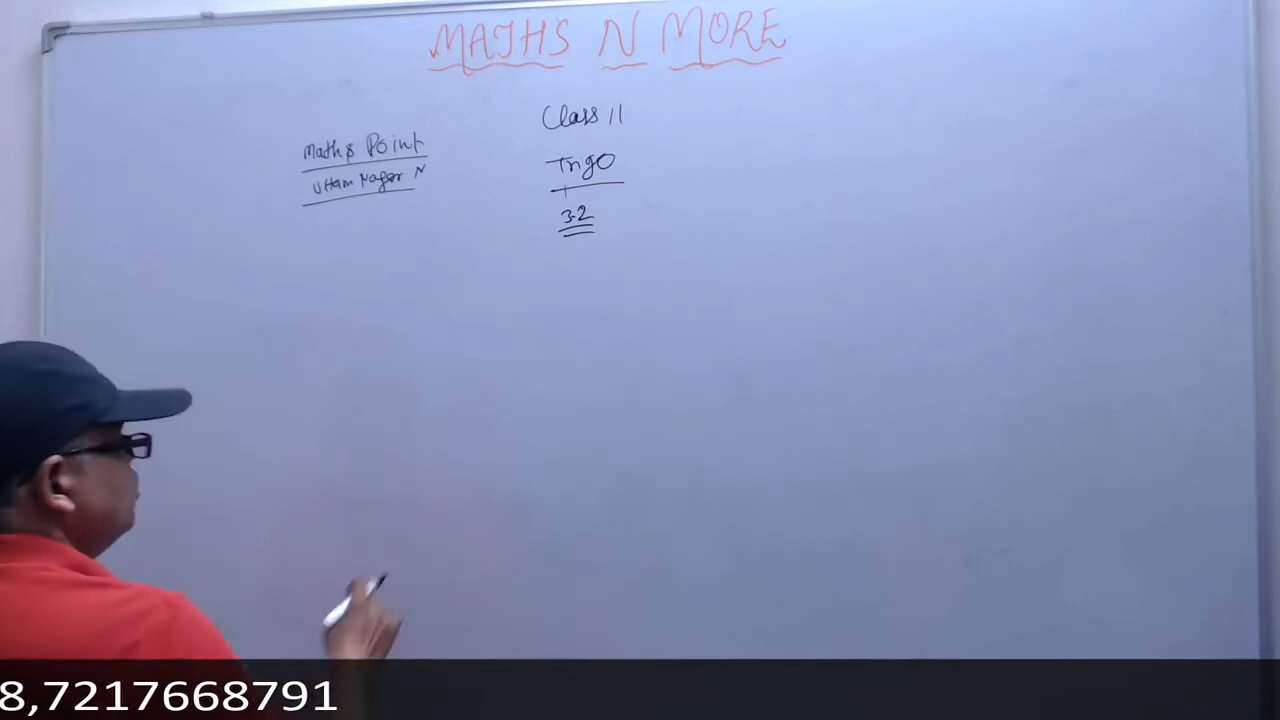 MATHS N MORE
Class 11
Maths Point
Uttam Nagar N
Trigo
3.2
8,7217668791